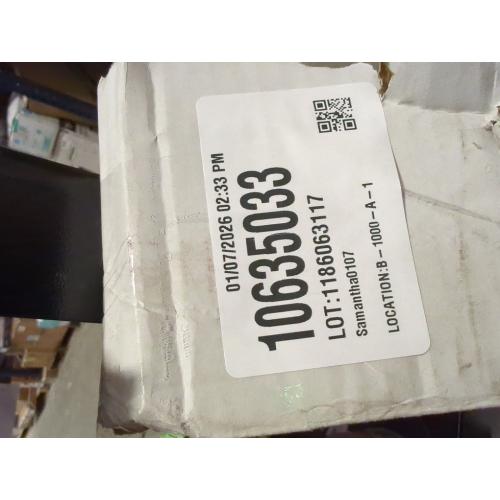 01/07/2026 02:33 PM
10635033
LOT:1186063117
Samantha0107
LOCATION:B-1000-A-1